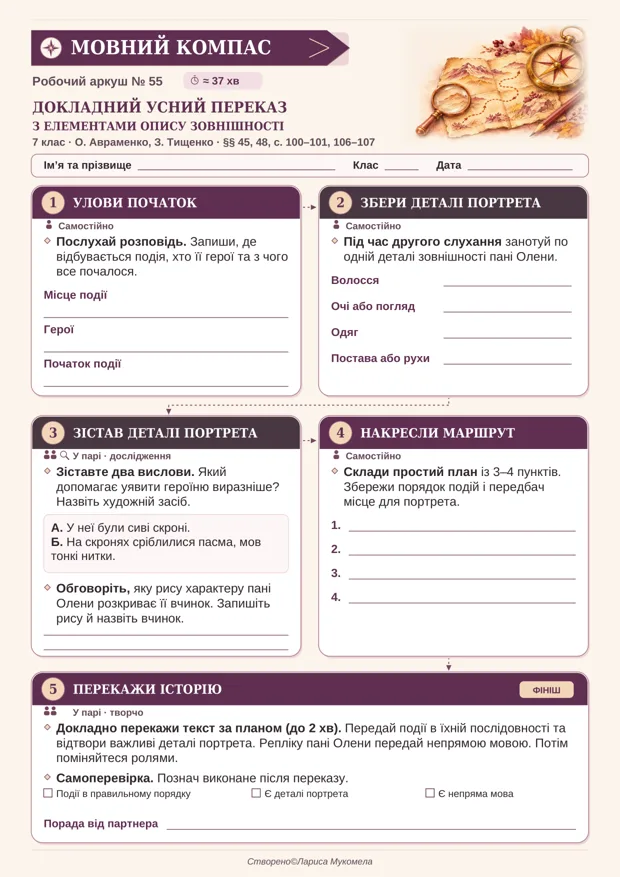 МОВНИЙ КОМПАС
Робочий аркуш № 55
≈ 37 хв
ДОКЛАДНИЙ УСНИЙ ПЕРЕКАЗ
З ЕЛЕМЕНТАМИ ОПИСУ ЗОВНІШНОСТІ
7 клас · О. Авраменко, З. Тищенко · §§ 45, 48, с. 100–101, 106–107
Ім’я та прізвище
Клас
Дата
1 УЛОВИ ПОЧАТОК
Самостійно
Послухай розповідь. Запиши, де
відбувається подія, хто її герої та з чого
все почалося.
Місце події
Герої
Початок події
2 ЗБЕРИ ДЕТАЛІ ПОРТРЕТА
Самостійно
Під час другого слухання занотуй по
одній деталі зовнішності пані Олени.
Волосся
Очі або погляд
Одяг
Постава або рухи
3 ЗІСТАВ ДЕТАЛІ ПОРТРЕТА
У парі · дослідження
Зіставте два вислови. Який
допомагає уявити героїню виразніше?
Назвіть художній засіб.
А. У неї були сиві скроні.
Б. На скронях сріблилися пасма, мов
тонкі нитки.
Обговоріть, яку рису характеру пані
Олени розкриває її вчинок. Запишіть
рису й назвіть вчинок.
4 НАКРЕСЛИ МАРШРУТ
Самостійно
Склади простий план із 3–4 пунктів.
Збережи порядок подій і передбач
місце для портрета.
1.
2.
3.
4.
5 ПЕРЕКАЖИ ІСТОРІЮ
ФІНІШ
У парі · творчо
Докладно перекажи текст за планом (до 2 хв). Передай події в їхній послідовності та
відтвори важливі деталі портрета. Репліку пані Олени передай непрямою мовою. Потім
поміняйтеся ролями.
Самоперевірка. Познач виконане після переказу.
Події в правильному порядку
Є деталі портрета
Є непряма мова
Порада від партнера
Створено©Лариса Мукомела